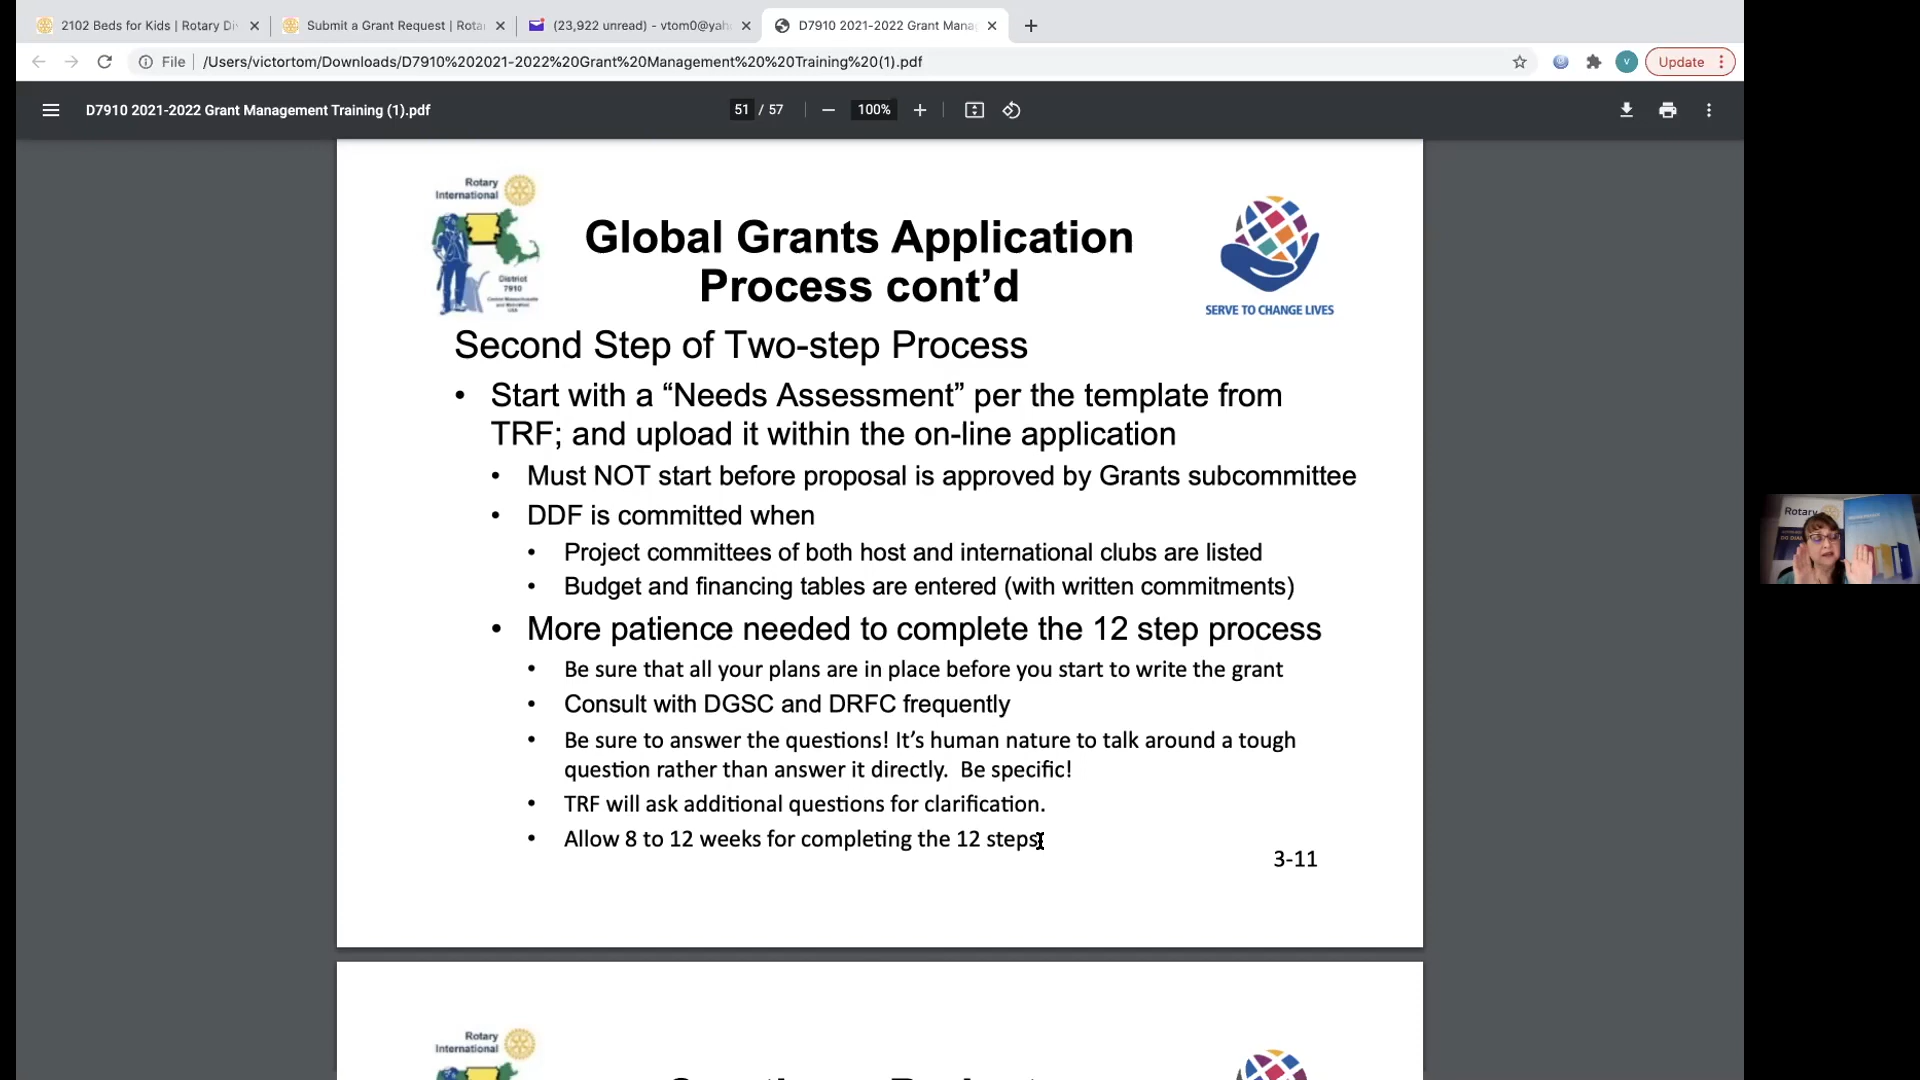 2102 Beds for Kids | Rotary Di
Submit a Grant Request | Rota
(23,922 unread) - vtom0@yah
D7910 2021-2022 Grant Mana
File
/Users/victortom/Downloads/D7910%202021-2022%20Grant%20Management%20%20Training%20(1).pdf
V
Update
D7910 2021-2022 Grant Management Training (1).pdf
51 / 57
100%
Rotary
International
District
7910
Global Grants Application
Process cont’d
SERVE TO CHANGE LIVES
Second Step of Two-step Process
• Start with a “Needs Assessment” per the template from
TRF; and upload it within the on-line application
• Must NOT start before proposal is approved by Grants subcommittee
• DDF is committed when
• Project committees of both host and international clubs are listed
• Budget and financing tables are entered (with written commitments)
• More patience needed to complete the 12 step process
• Be sure that all your plans are in place before you start to write the grant
• Consult with DGSC and DRFC frequently
• Be sure to answer the questions! It’s human nature to talk around a tough
question rather than answer it directly.  Be specific!
• TRF will ask additional questions for clarification.
• Allow 8 to 12 weeks for completing the 12 steps
3-11
Rotary
Rotary
International